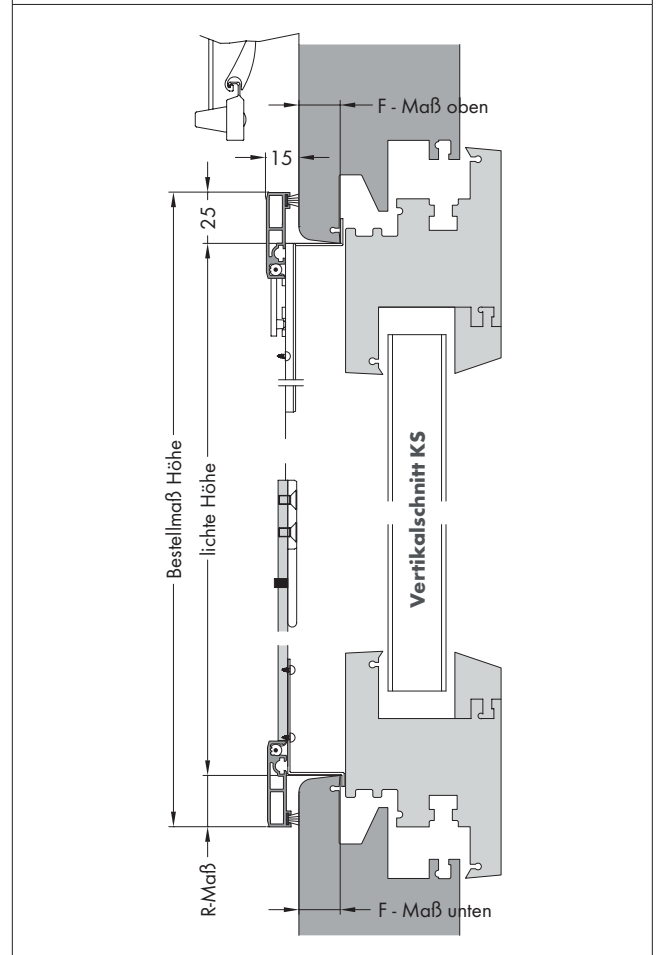 F - Maß oben
15
25
Bestellmaß Höhe
lichte Höhe
Vertikalschnitt KS
R-Maß
F - Maß unten